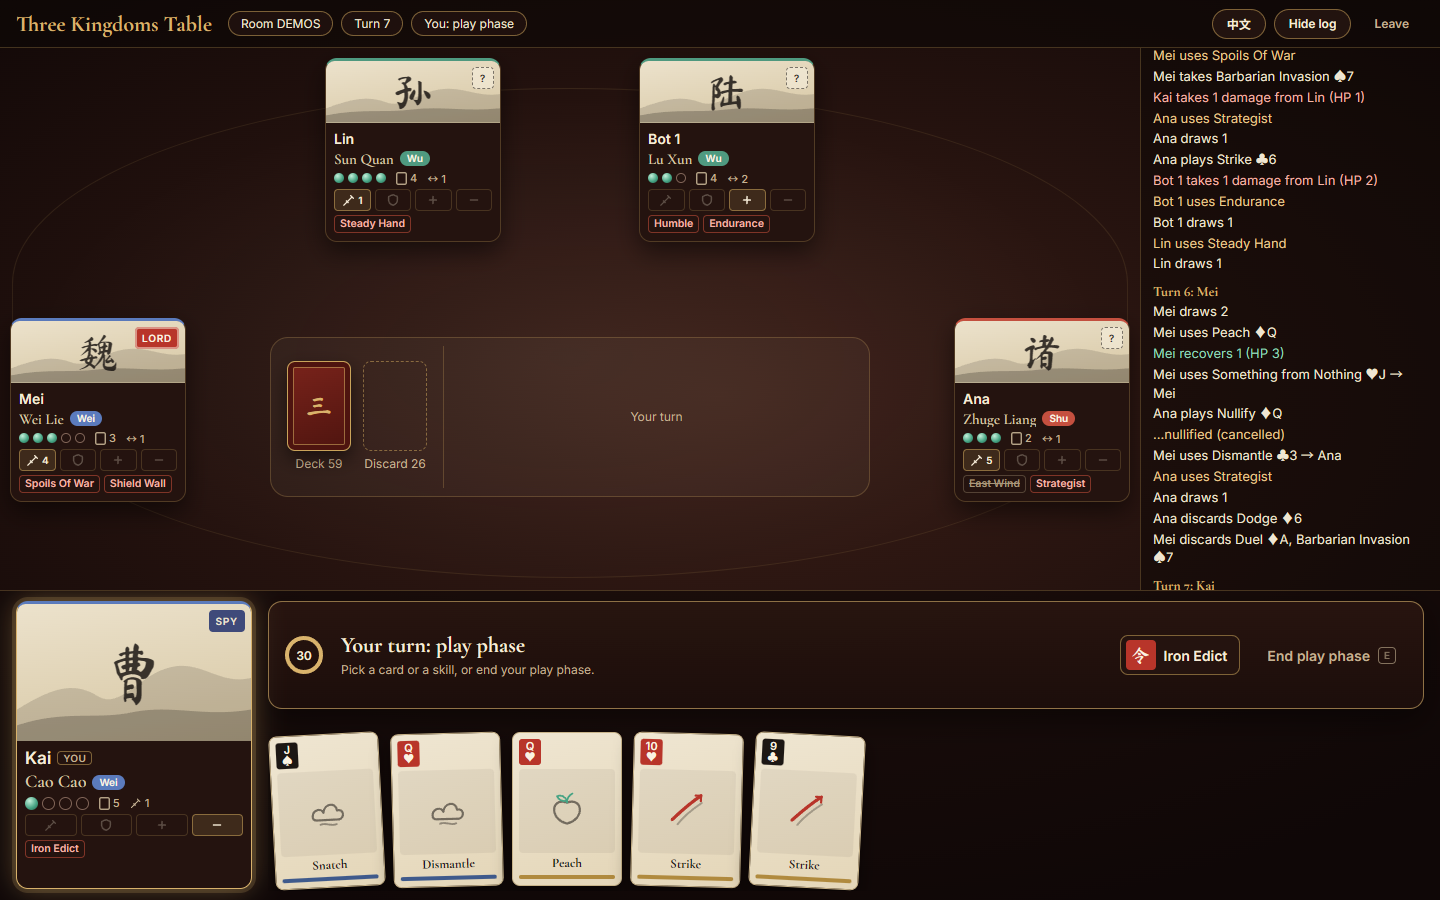 Three Kingdoms Table
Room DEMOS
Turn 7
You: play phase
中文
Hide log
Leave
孙
?
Lin
Sun Quan Wu
4 ↔ 1
1 + −
Steady Hand
陆
?
Bot 1
Lu Xun Wu
4 ↔ 2
+ −
Humble Endurance
魏
LORD
Mei
Wei Lie Wei
3 ↔ 1
4 + −
Spoils Of War Shield Wall
三
Deck 59
Discard 26
Your turn
诸
?
Ana
Zhuge Liang Shu
2 ↔ 1
5 + −
East Wind Strategist
Mei uses Spoils Of War
Mei takes Barbarian Invasion ♠7
Kai takes 1 damage from Lin (HP 1)
Ana uses Strategist
Ana draws 1
Ana plays Strike ♣6
Bot 1 takes 1 damage from Lin (HP 2)
Bot 1 uses Endurance
Bot 1 draws 1
Lin uses Steady Hand
Lin draws 1
Turn 6: Mei
Mei draws 2
Mei uses Peach ♦Q
Mei recovers 1 (HP 3)
Mei uses Something from Nothing ♥J →
Mei
Ana plays Nullify ♦Q
...nullified (cancelled)
Mei uses Dismantle ♣3 → Ana
Ana uses Strategist
Ana draws 1
Ana discards Dodge ♦6
Mei discards Duel ♦A, Barbarian Invasion
♠7
Turn 7: Kai
曹
SPY
Kai YOU
Cao Cao Wei
5 1
+ −
Iron Edict
30
Your turn: play phase
Pick a card or a skill, or end your play phase.
令 Iron Edict
End play phase E
J
♠
Snatch
Q
♥
Dismantle
Q
♥
Peach
10
♥
Strike
9
♣
Strike